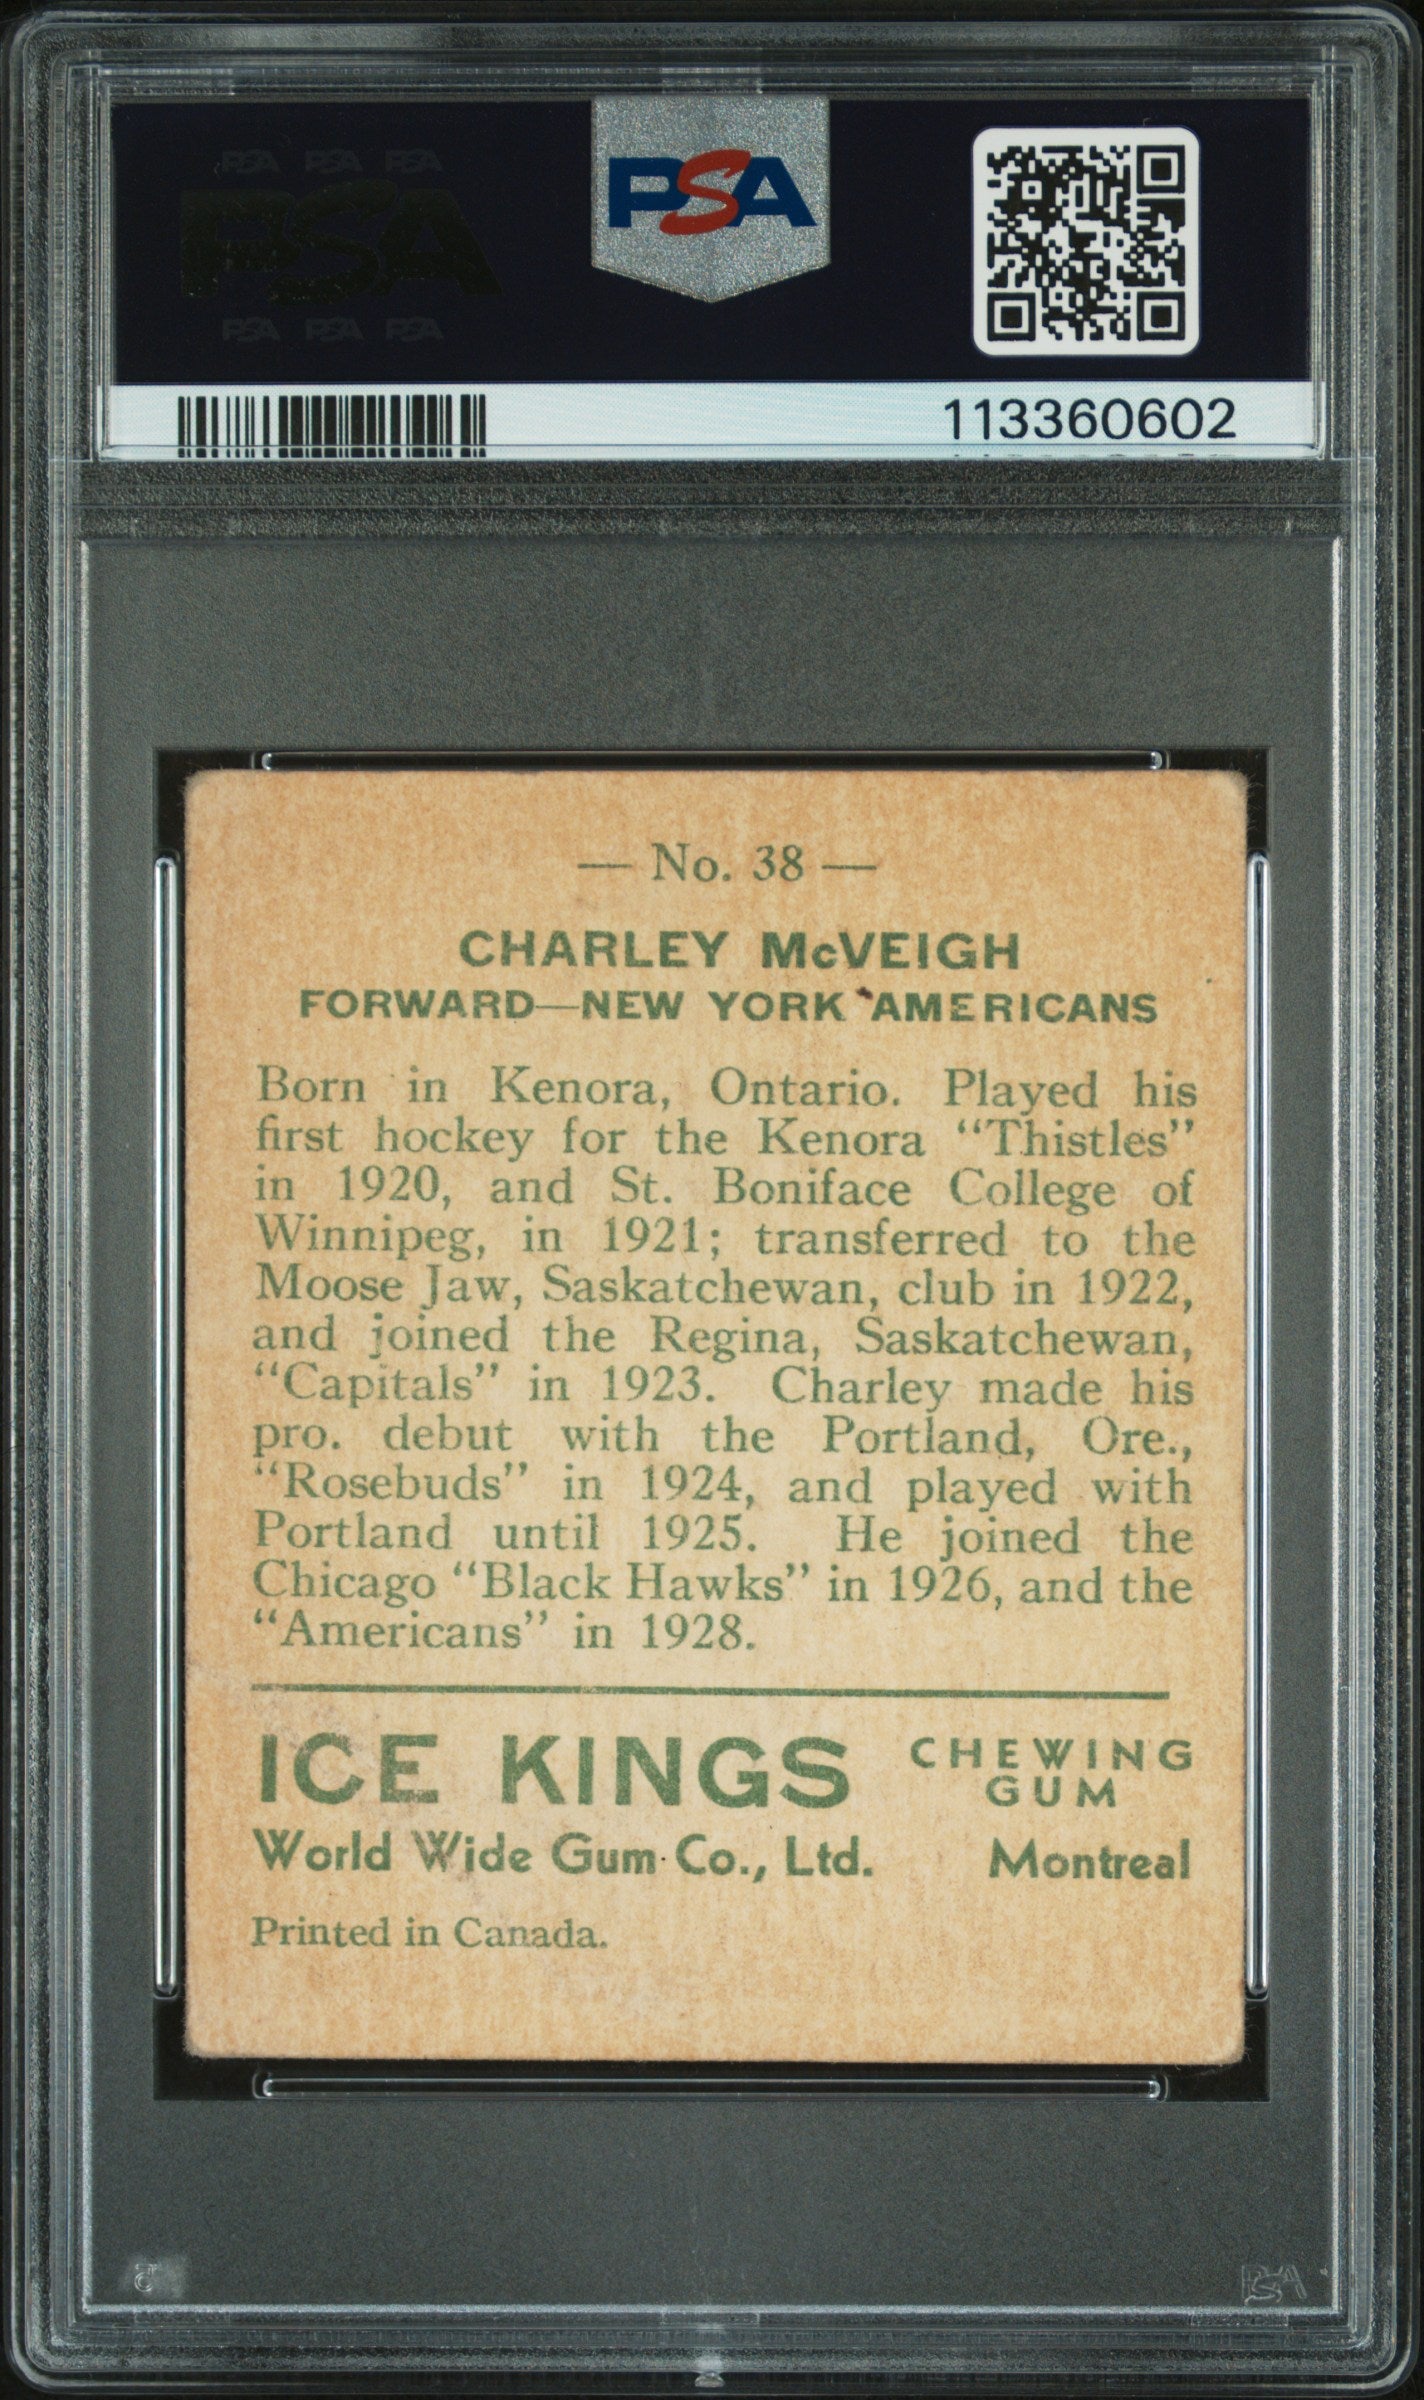 PSA PSA PSA
PSA
PSA PSA PSA
PSA
113360602
— No. 38 —
CHARLEY McVEIGH
FORWARD—NEW YORK AMERICANS
Born in Kenora, Ontario. Played his
first hockey for the Kenora “Thistles”
in 1920, and St. Boniface College of
Winnipeg, in 1921; transferred to the
Moose Jaw, Saskatchewan, club in 1922,
and joined the Regina, Saskatchewan,
“Capitals” in 1923. Charley made his
pro. debut with the Portland, Ore.,
“Rosebuds” in 1924, and played with
Portland until 1925. He joined the
Chicago “Black Hawks” in 1926, and the
“Americans” in 1928.
ICE KINGS CHEWING GUM
World Wide Gum Co., Ltd. Montreal
Printed in Canada.
PSA